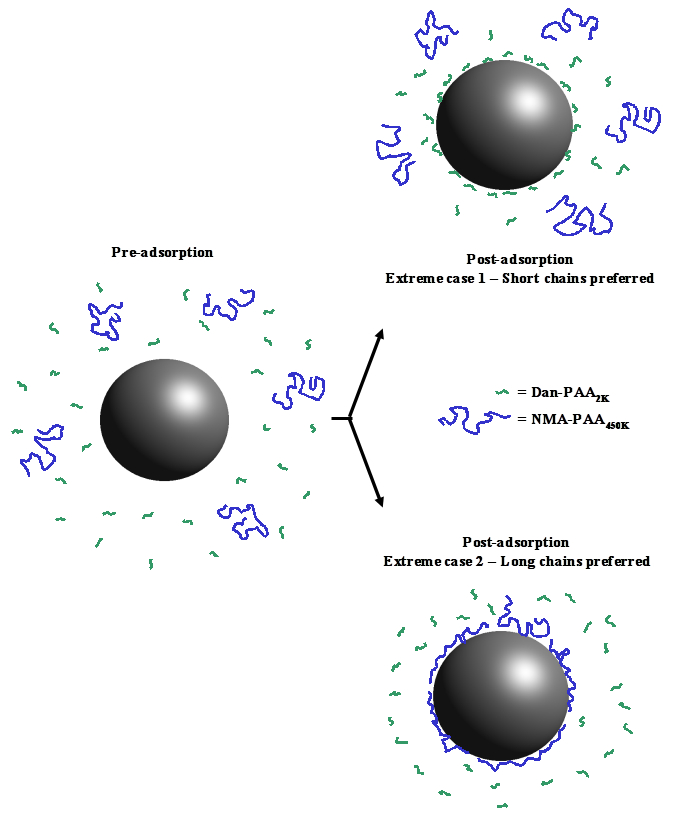 Pre-adsorption
Post-adsorption
Extreme case 1 – Short chains preferred
= Dan-PAA2K
= NMA-PAA450K
Post-adsorption
Extreme case 2 – Long chains preferred